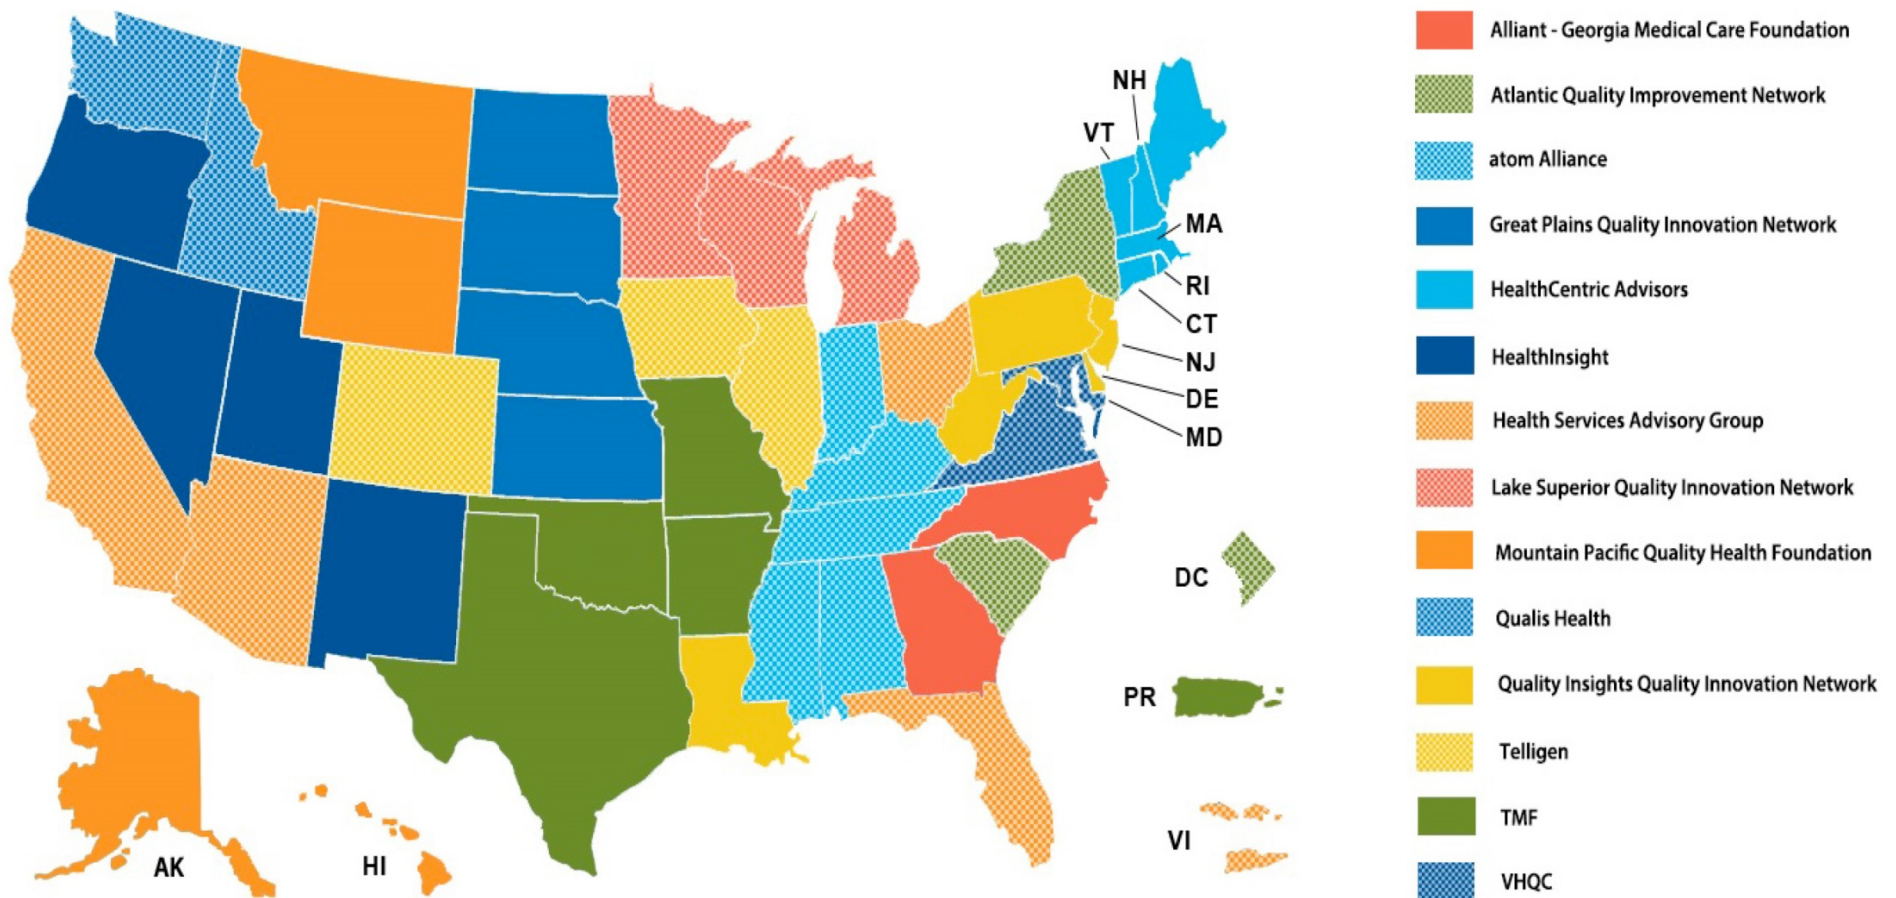 NH
VT
MA
RI
CT
NJ
DE
MD
DC
PR
VI
AK
HI
Alliant - Georgia Medical Care Foundation
Atlantic Quality Improvement Network
atom Alliance
Great Plains Quality Innovation Network
HealthCentric Advisors
HealthInsight
Health Services Advisory Group
Lake Superior Quality Innovation Network
Mountain Pacific Quality Health Foundation
Qualis Health
Quality Insights Quality Innovation Network
Telligen
TMF
VHQC